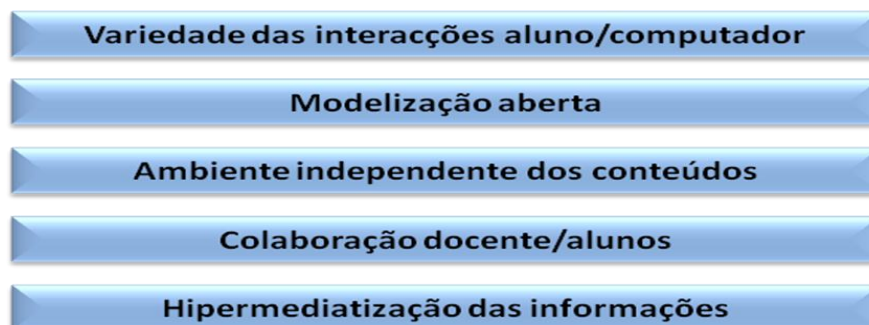 Variedade das interacções aluno/computador
Modelização aberta
Ambiente independente dos conteúdos
Colaboração docente/alunos
Hipermediatização das informações